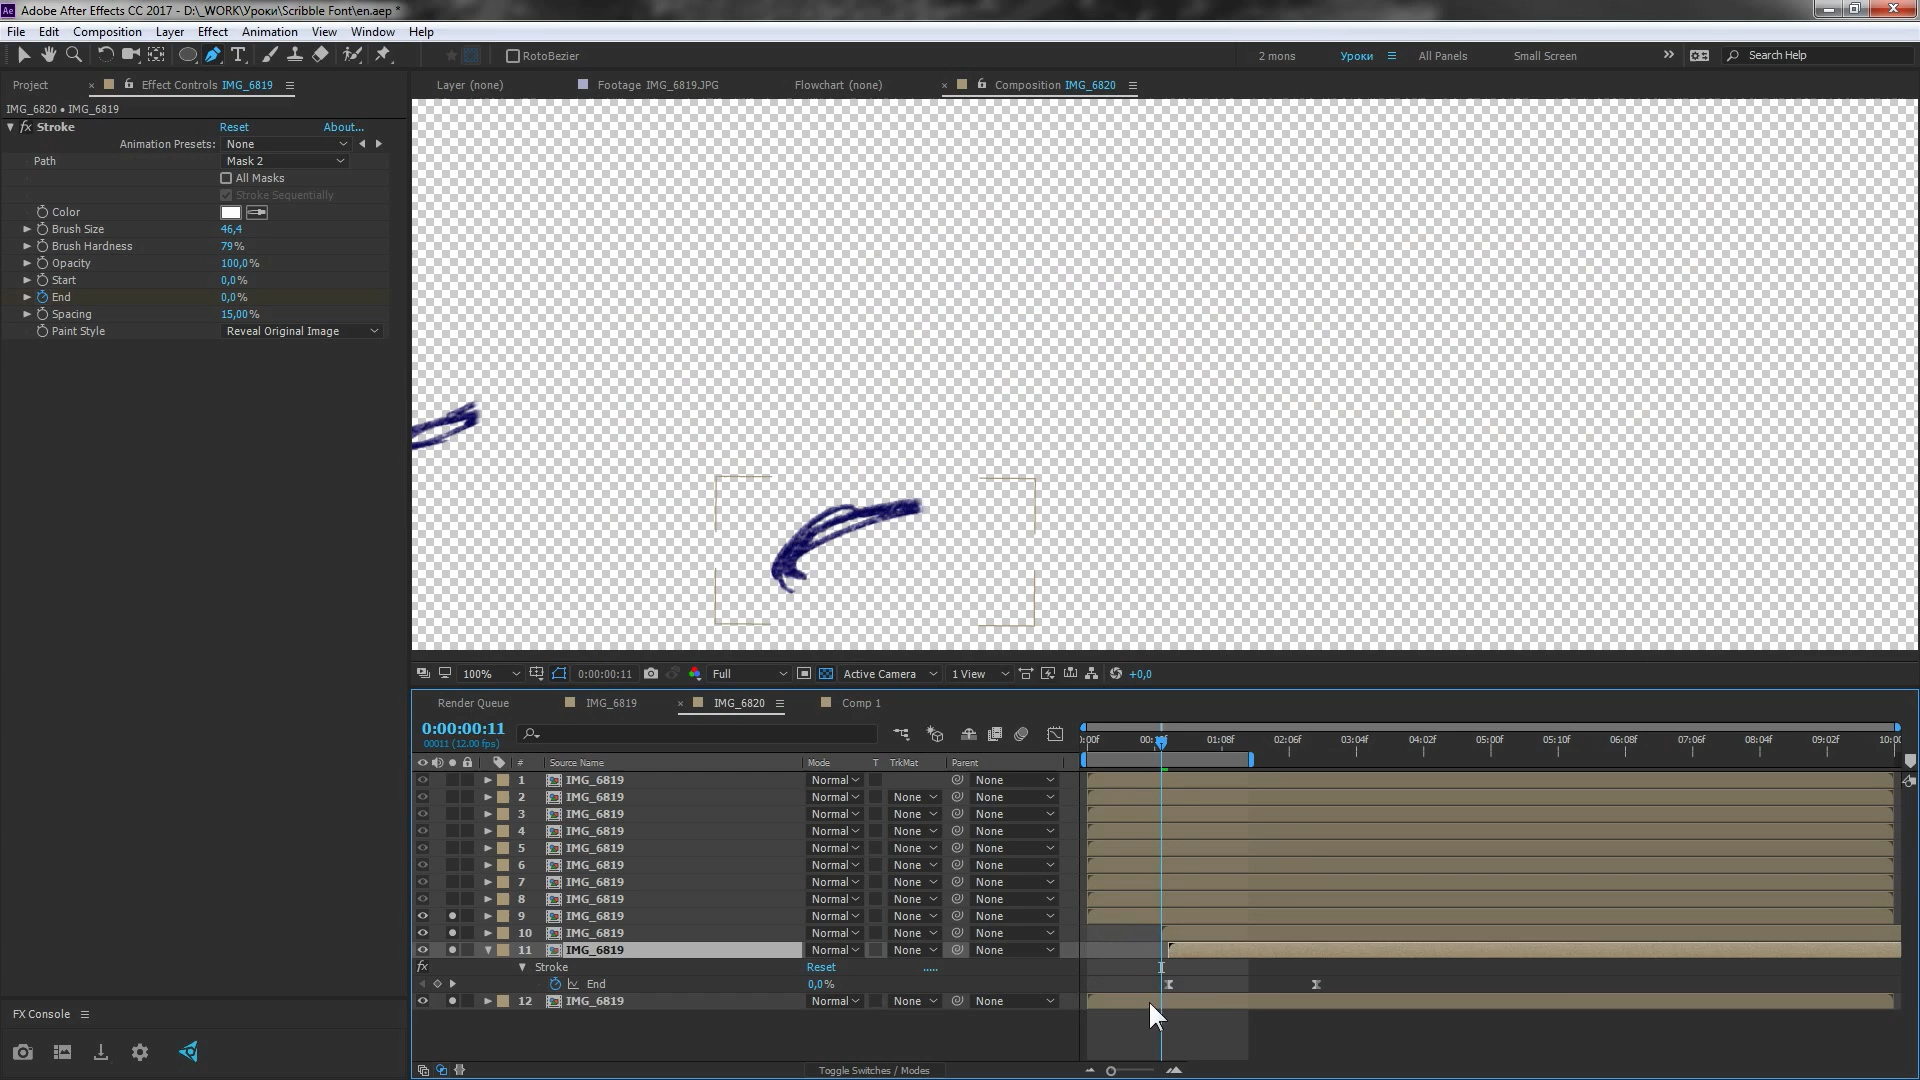 Adobe After Effects CC 2017 - D:\_WORK\Уроки\Scribble Font\en.aep *
File Edit Composition Layer Effect Animation View Window Help
RotoBezier
2 mons Уроки All Panels Small Screen Search Help
Project Effect Controls IMG_6819
Layer (none) Footage IMG_6819.JPG Flowchart (none) Composition IMG_6820
IMG_6820 • IMG_6819
fx Stroke Reset About...
Animation Presets: None
Path Mask 2
All Masks
Stroke Sequentially
Color
Brush Size 46,4
Brush Hardness 79%
Opacity 100,0%
Start 0,0%
End 0,0%
Spacing 15,00%
Paint Style Reveal Original Image
100% 0:00:00:11 Full Active Camera 1 View +0,0
Render Queue IMG_6819 IMG_6820 Comp 1
0:00:00:11
00011 (12.00 fps)
01:08f 02:06f 03:04f 04:02f 05:00f 05:10f 06:08f 07:06f 08:04f 09:02f
# Source Name Mode T TrkMat Parent
1 IMG_6819 Normal None
2 IMG_6819 Normal None None
3 IMG_6819 Normal None None
4 IMG_6819 Normal None None
5 IMG_6819 Normal None None
6 IMG_6819 Normal None None
7 IMG_6819 Normal None None
8 IMG_6819 Normal None None
9 IMG_6819 Normal None None
10 IMG_6819 Normal None None
11 IMG_6819 Normal None None
fx Stroke Reset .....
End 0,0%
12 IMG_6819 Normal None None
FX Console
Toggle Switches / Modes